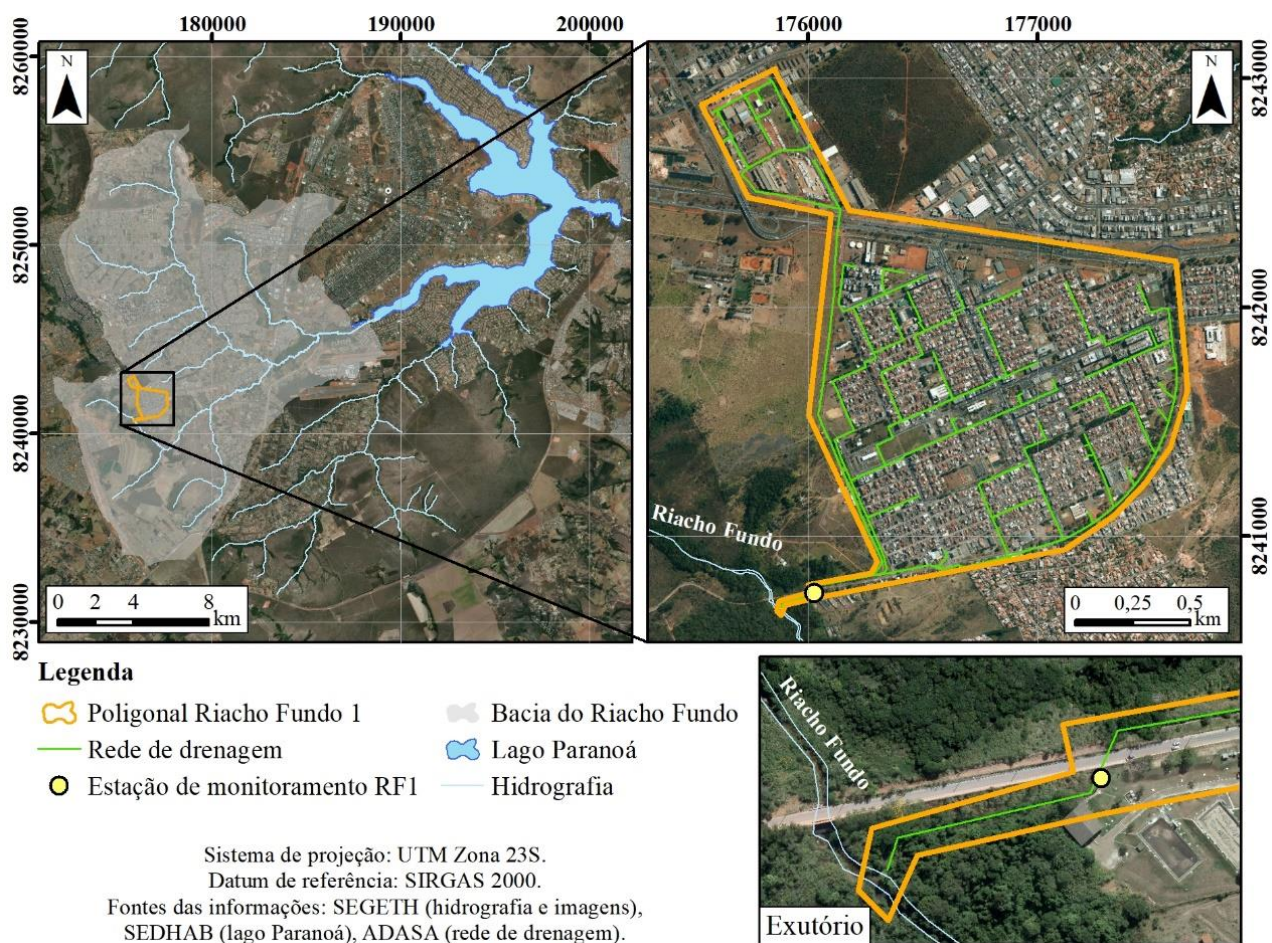 180000
190000
200000
8260000
8250000
8240000
8230000
N
0 2 4 8
km
176000
177000
8243000
8242000
8241000
N
Riacho Fundo
0 0,25 0,5
km
Legenda
Poligonal Riacho Fundo 1
Bacia do Riacho Fundo
Rede de drenagem
Lago Paranoá
Estação de monitoramento RF1
Hidrografia
Sistema de projeção: UTM Zona 23S.
Datum de referência: SIRGAS 2000.
Fontes das informações: SEGETH (hidrografia e imagens),
SEDHAB (lago Paranoá), ADASA (rede de drenagem).
Riacho Fundo
Exutório